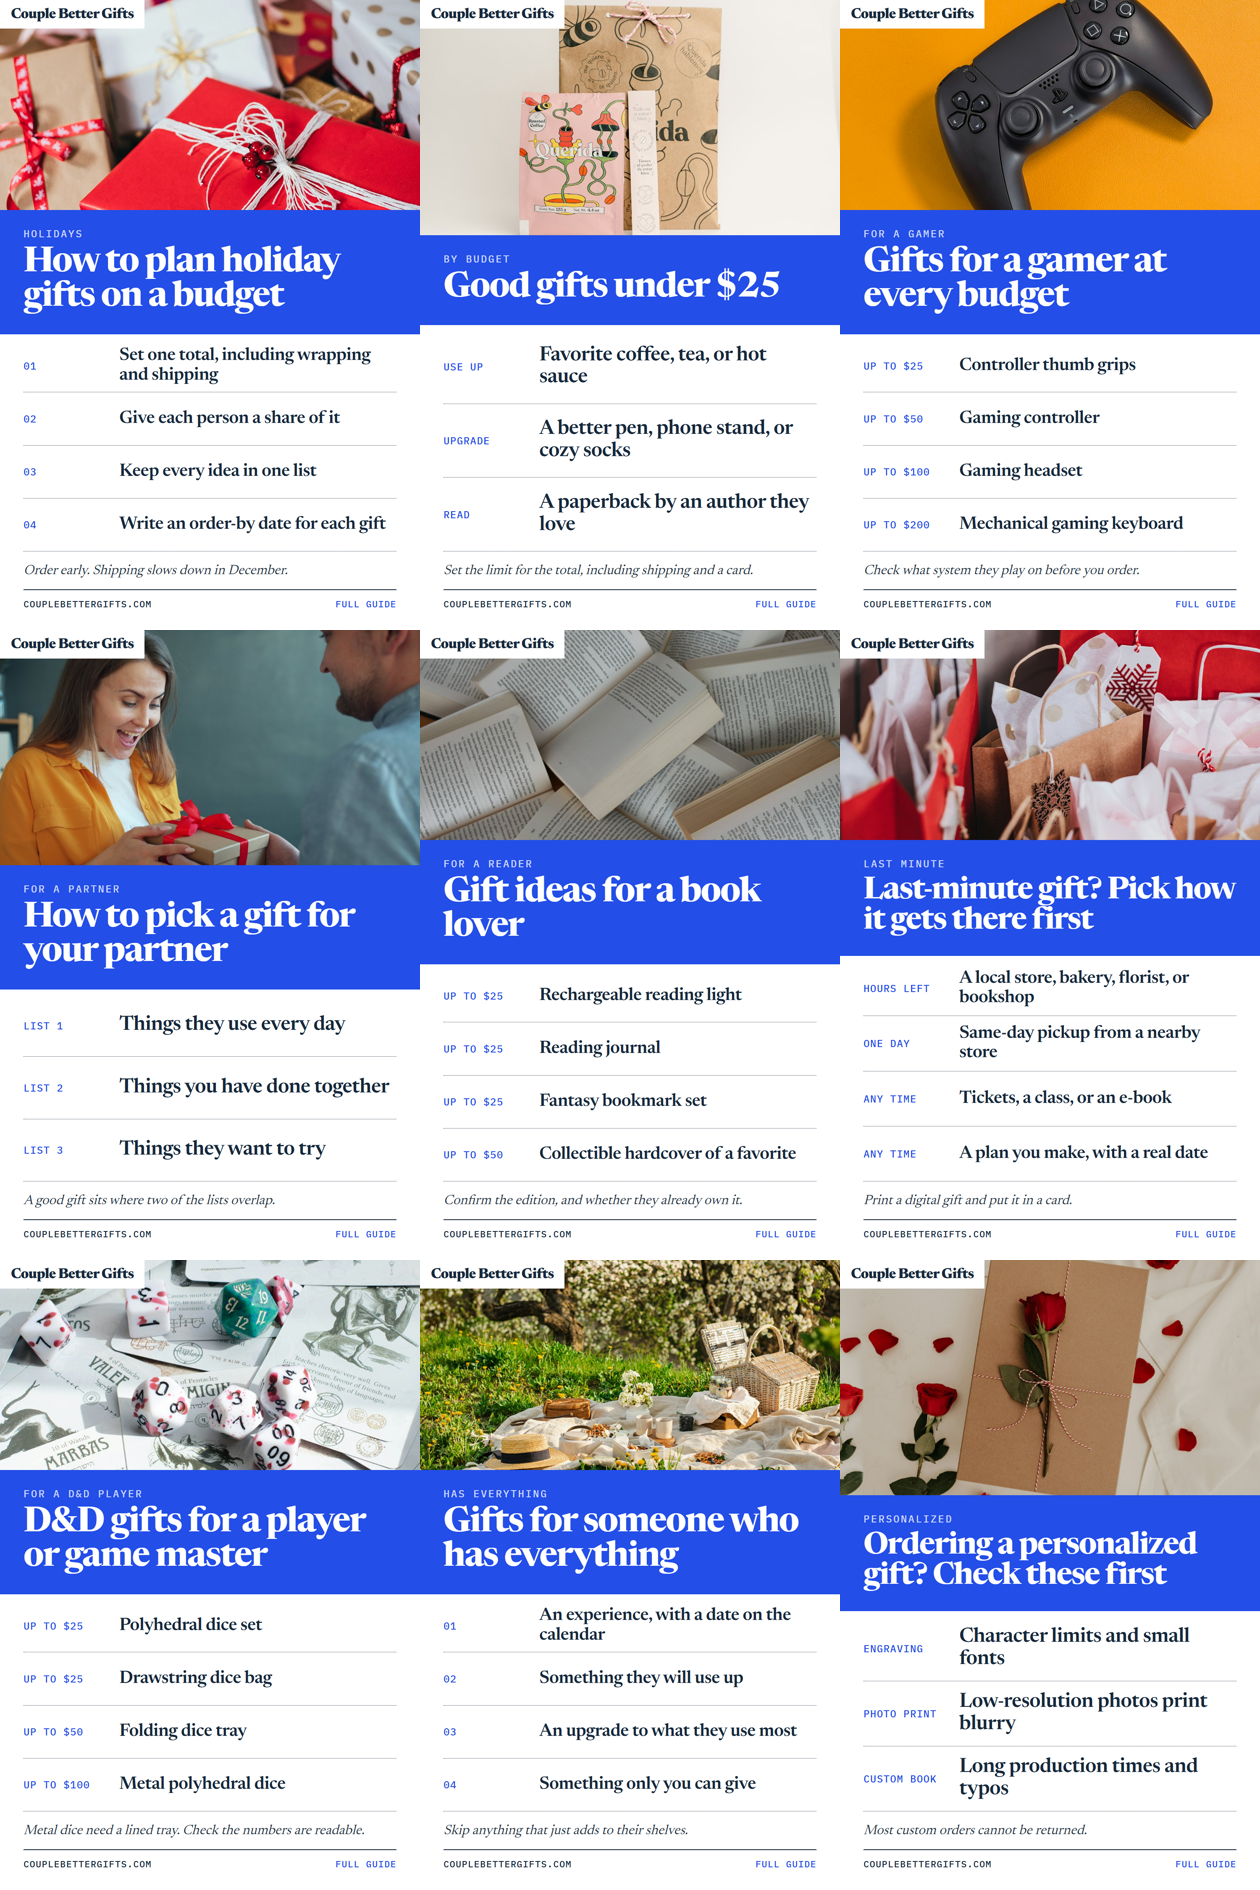 Couple Better Gifts
HOLIDAYS
How to plan holiday
gifts on a budget
01
Set one total, including wrapping
and shipping
02
Give each person a share of it
03
Keep every idea in one list
04
Write an order-by date for each gift
Order early. Shipping slows down in December.
COUPLEBETTERGIFTS.COM
FULL GUIDE
Couple Better Gifts
Querida
BY BUDGET
Good gifts under $25
USE UP
Favorite coffee, tea, or hot
sauce
UPGRADE
A better pen, phone stand, or
cozy socks
READ
A paperback by an author they
love
Set the limit for the total, including shipping and a card.
COUPLEBETTERGIFTS.COM
FULL GUIDE
Couple Better Gifts
FOR A GAMER
Gifts for a gamer at
every budget
UP TO $25
Controller thumb grips
UP TO $50
Gaming controller
UP TO $100
Gaming headset
UP TO $200
Mechanical gaming keyboard
Check what system they play on before you order.
COUPLEBETTERGIFTS.COM
FULL GUIDE
Couple Better Gifts
FOR A PARTNER
How to pick a gift for
your partner
LIST 1
Things they use every day
LIST 2
Things you have done together
LIST 3
Things they want to try
A good gift sits where two of the lists overlap.
COUPLEBETTERGIFTS.COM
FULL GUIDE
Couple Better Gifts
FOR A READER
Gift ideas for a book
lover
UP TO $25
Rechargeable reading light
UP TO $25
Reading journal
UP TO $25
Fantasy bookmark set
UP TO $50
Collectible hardcover of a favorite
Confirm the edition, and whether they already own it.
COUPLEBETTERGIFTS.COM
FULL GUIDE
Couple Better Gifts
LAST MINUTE
Last-minute gift? Pick how
it gets there first
HOURS LEFT
A local store, bakery, florist, or
bookshop
ONE DAY
Same-day pickup from a nearby
store
ANY TIME
Tickets, a class, or an e-book
ANY TIME
A plan you make, with a real date
Print a digital gift and put it in a card.
COUPLEBETTERGIFTS.COM
FULL GUIDE
Couple Better Gifts
MARBAS
FOR A D&D PLAYER
D&D gifts for a player
or game master
UP TO $25
Polyhedral dice set
UP TO $25
Drawstring dice bag
UP TO $50
Folding dice tray
UP TO $100
Metal polyhedral dice
Metal dice need a lined tray. Check the numbers are readable.
COUPLEBETTERGIFTS.COM
FULL GUIDE
Couple Better Gifts
HAS EVERYTHING
Gifts for someone who
has everything
01
An experience, with a date on the
calendar
02
Something they will use up
03
An upgrade to what they use most
04
Something only you can give
Skip anything that just adds to their shelves.
COUPLEBETTERGIFTS.COM
FULL GUIDE
Couple Better Gifts
PERSONALIZED
Ordering a personalized
gift? Check these first
ENGRAVING
Character limits and small
fonts
PHOTO PRINT
Low-resolution photos print
blurry
CUSTOM BOOK
Long production times and
typos
Most custom orders cannot be returned.
COUPLEBETTERGIFTS.COM
FULL GUIDE